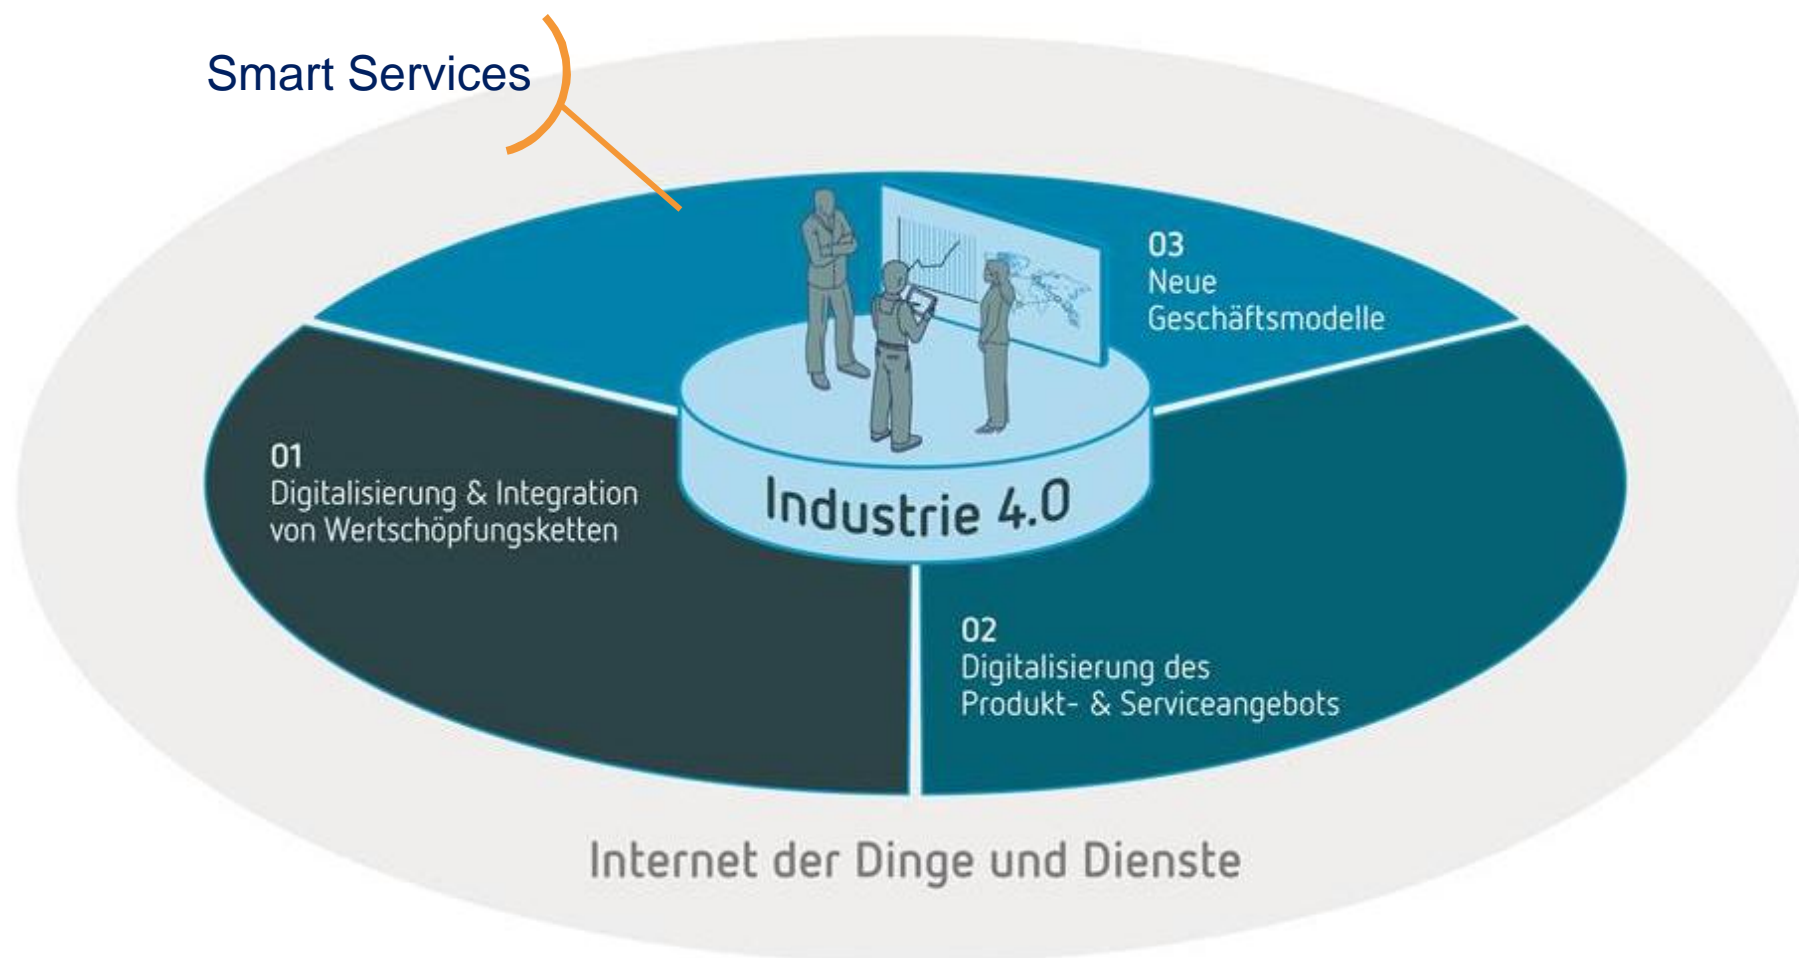 Smart Services
03
Neue
Geschäftsmodelle
01
Digitalisierung & Integration
von Wertschöpfungsketten
Industrie 4.0
02
Digitalisierung des
Produkt- & Serviceangebots
Internet der Dinge und Dienste